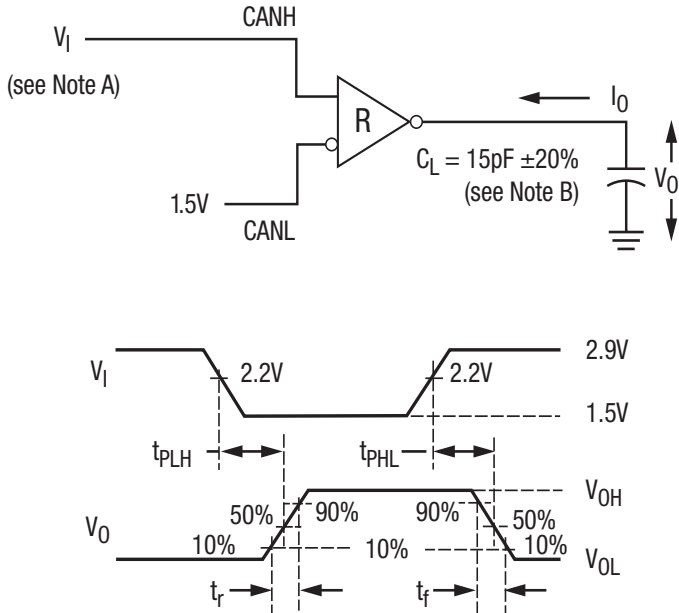 CANH
VI
(see Note A)
R
IO
CL = 15pF ±20%
(see Note B)
VO
1.5V
CANL
VI
2.2V
2.2V
2.9V
1.5V
tPLH
tPHL
VO
50%
90%
90%
50%
VOH
10%
10%
10%
VOL
tr
tf